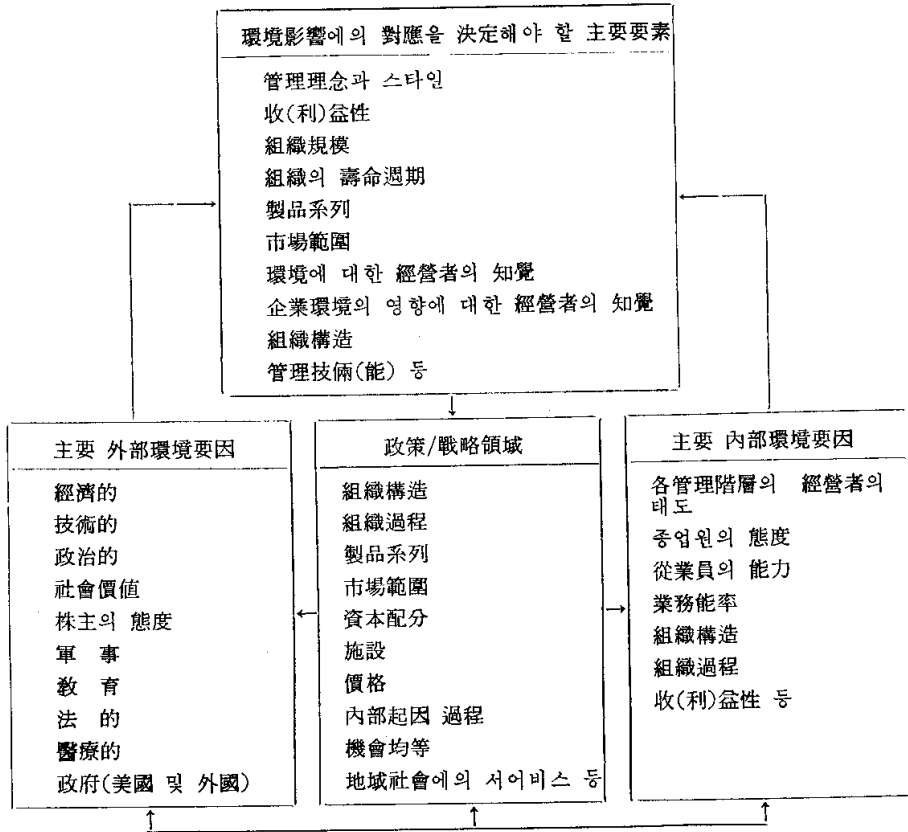 環境影響에의 對應을 決定해야 할 主要要素
管理理念과 스타일
收(利)益性
組織規模
組織의 壽命週期
製品系列
市場範圍
環境에 대한 經營者의 知覺
企業環境의 영향에 대한 經營者의 知覺
組織構造
管理技倆(能) 등
主要 外部環境要因
經濟的
技術的
政治的
社會價値
株主의 態度
軍 事
敎 育
法 的
醫療的
政府(美國 및 外國)
政策/戰略領域
組織構造
組織過程
製品系列
市場範圍
資本配分
施設
價格
內部起因 過程
機會均等
地域社會에의 서어비스 등
主要 內部環境要因
各管理階層의 經營者의
태도
종업원의 態度
從業員의 能力
業務能率
組織構造
組織過程
收(利)益性 등